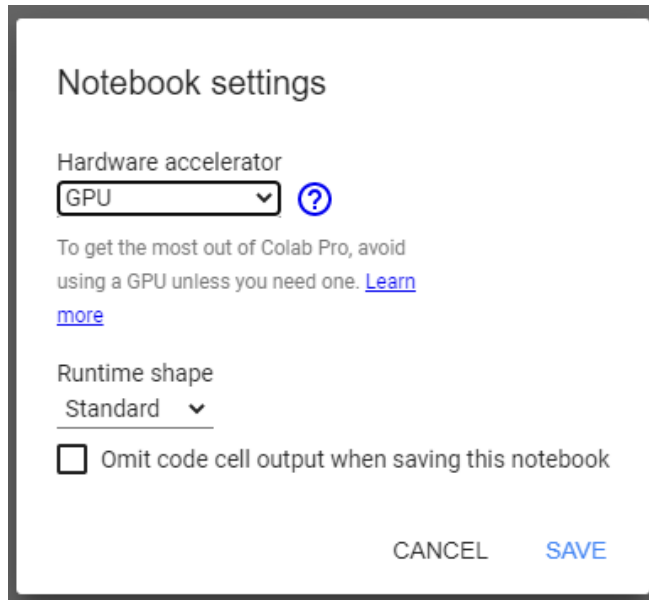 Notebook settings
Hardware accelerator
GPU
?
To get the most out of Colab Pro, avoid
using a GPU unless you need one. Learn
more
Runtime shape
Standard
Omit code cell output when saving this notebook
CANCEL SAVE